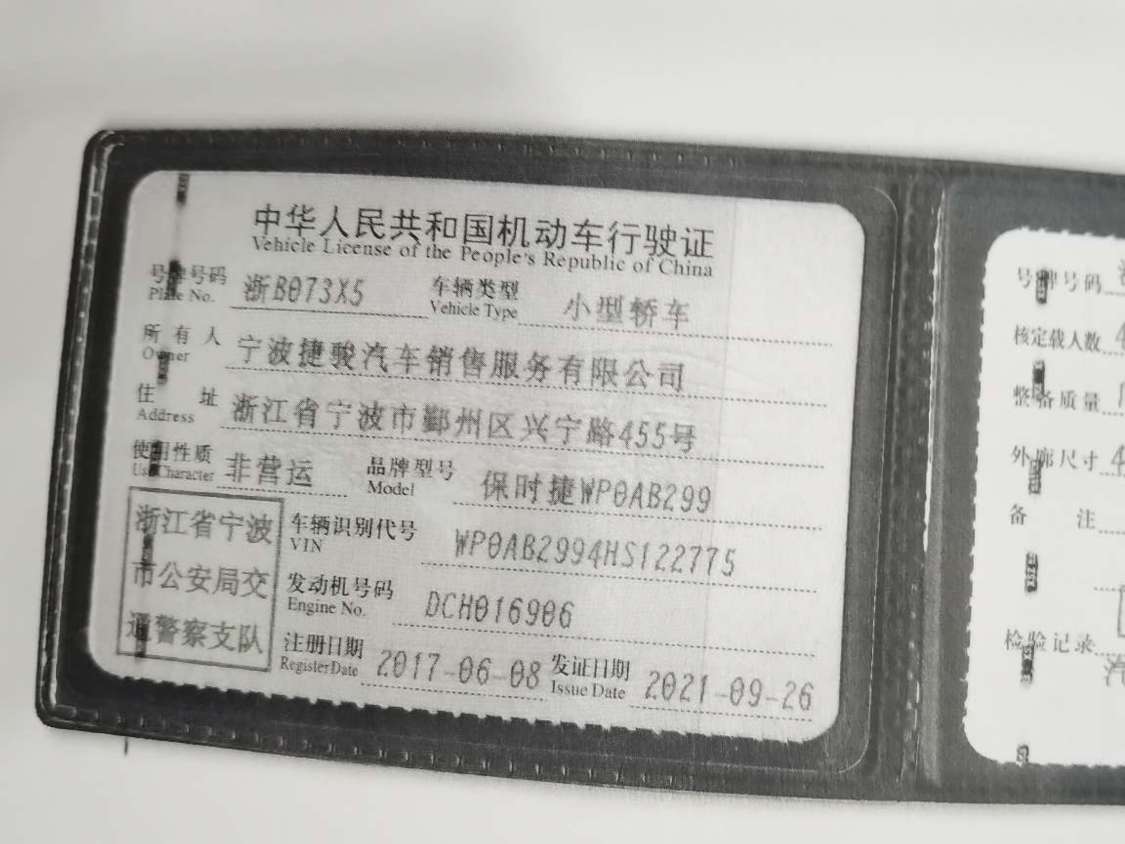 中华人民共和国机动车行驶证
Vehicle License of the People's Republic of China
号牌号码 浙B073X5 车辆类型 小型轿车
Plate No. Vehicle Type
所有人 宁波捷骏汽车销售服务有限公司
Owner
住址 浙江省宁波市鄞州区兴宁路455号
Address
使用性质 非营运 品牌型号 保时捷WP0AB299
Use Character Model
浙江省宁波
市公安局交
通警察支队
车辆识别代号 WP0AB2994HS122775
VIN
发动机号码 DCH016906
Engine No.
注册日期 2017-06-08 发证日期 2021-09-26
Register Date Issue Date
号牌号码
核定载人数 4
整备质量
外廓尺寸 4
备注
检验记录